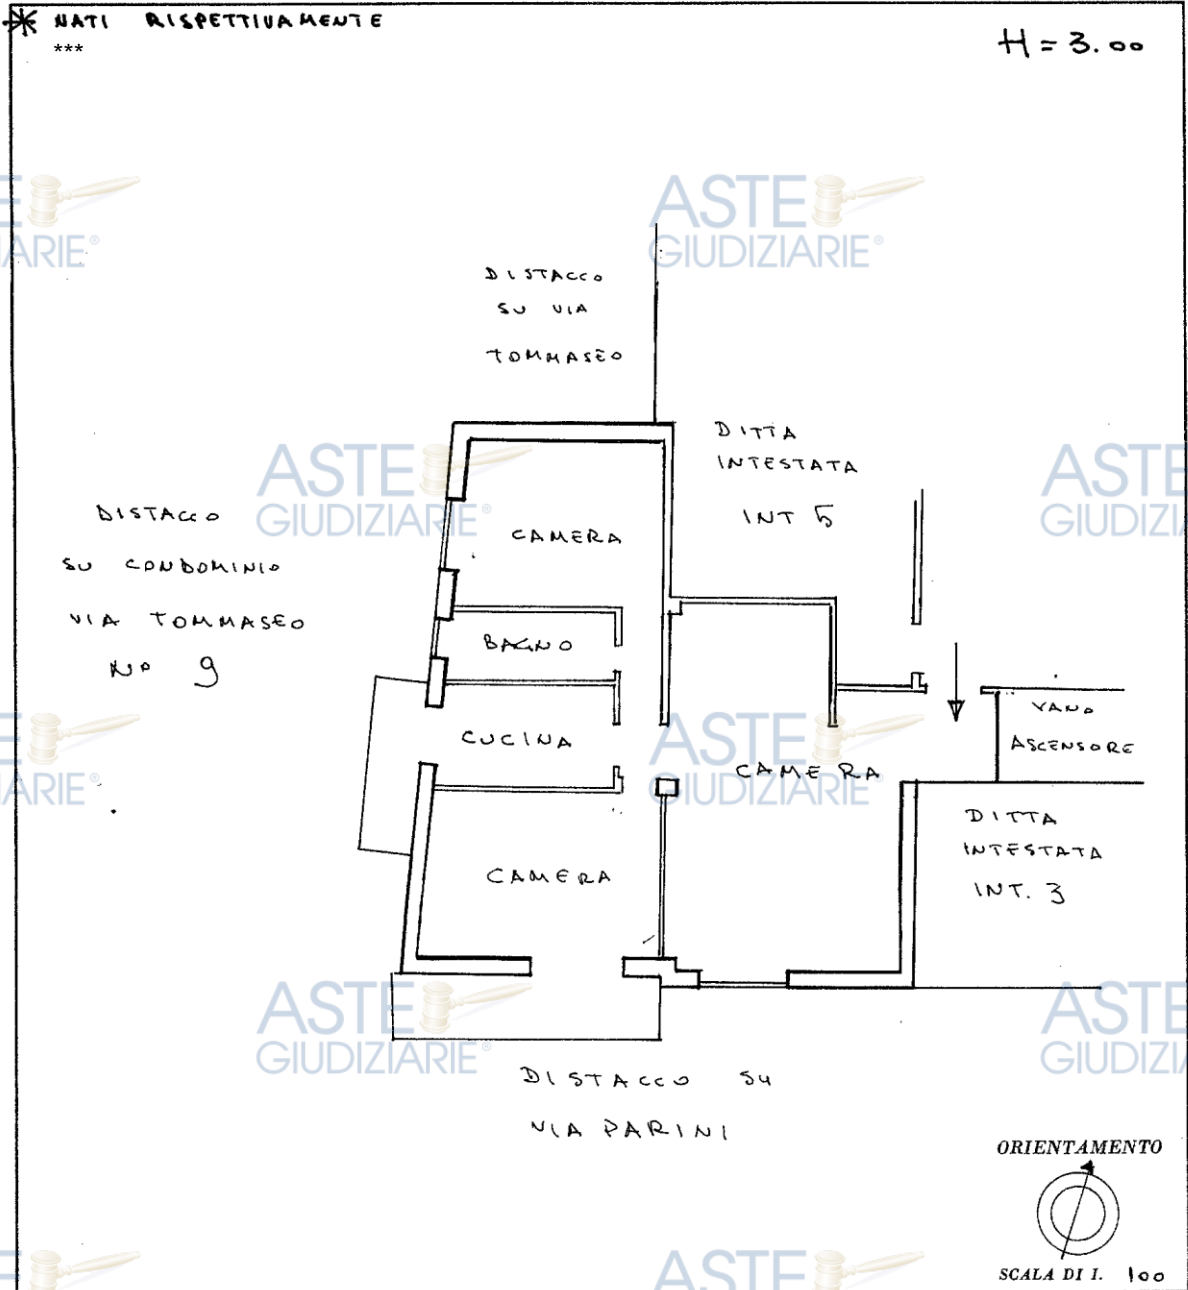 NATI RISPETTIVAMENTE
***
H = 3.00
DISTACCO
SU VIA
TOMMASEO
DITTA
INTESTATA
INT 5
DISTACCO
SU CONDOMINIO
VIA TOMMASEO
No 9
CAMERA
BAGNO
CUCINA
CAMERA
CAMERA
VANO
ASCENSORE
DITTA
INTESTATA
INT. 3
DISTACCO SU
VIA PARINI
ORIENTAMENTO
SCALA DI 1. 100
ASTE
GIUDIZIARIE®